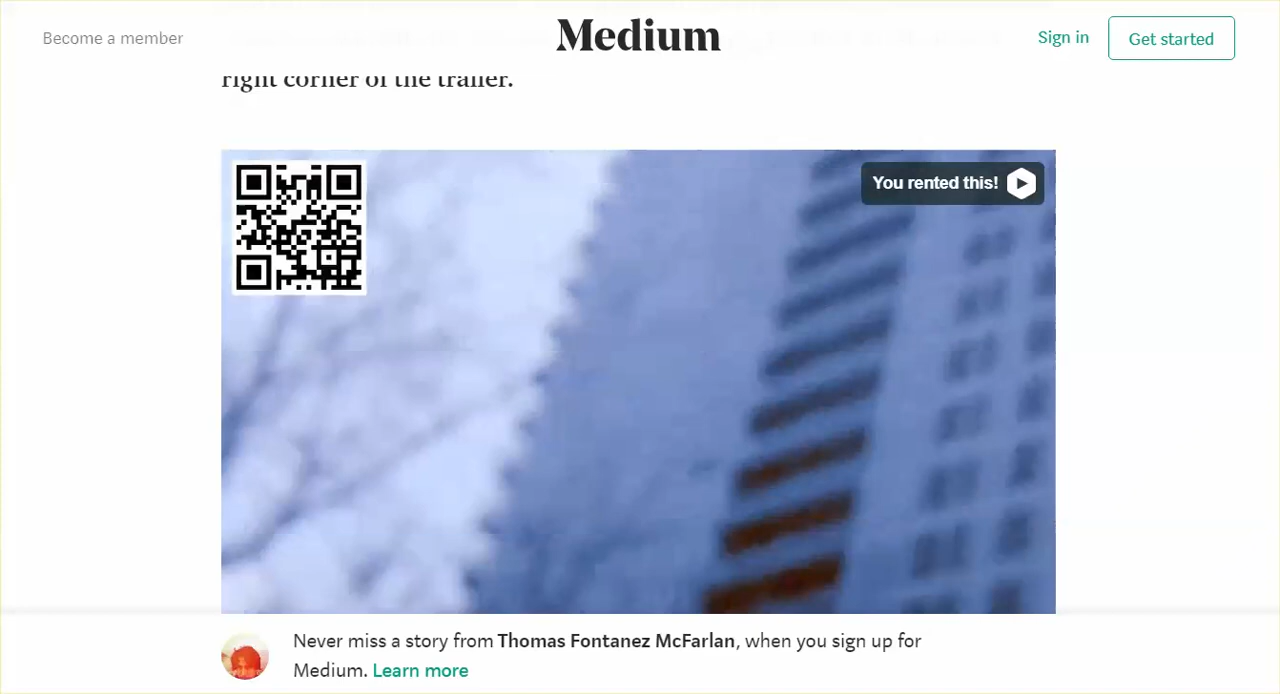 Become a member
Medium
Sign in
Get started
right corner of the trailer.
You rented this!
Never miss a story from Thomas Fontanez McFarlan, when you sign up for
Medium. Learn more